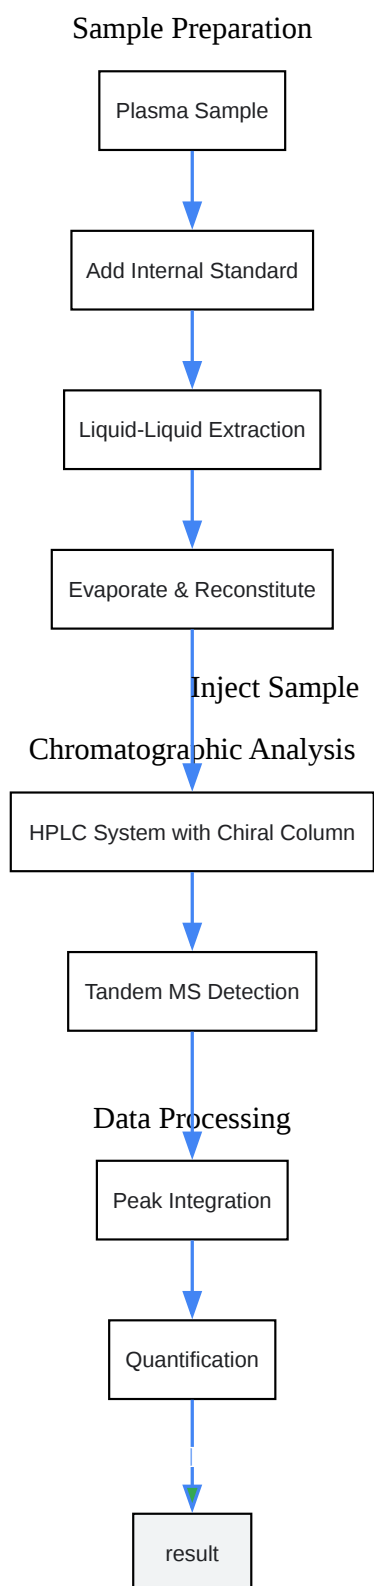 Sample Preparation
Plasma Sample
Add Internal Standard
Liquid-Liquid Extraction
Evaporate & Reconstitute
Inject Sample
Chromatographic Analysis
HPLC System with Chiral Column
Tandem MS Detection
Data Processing
Peak Integration
Quantification
result